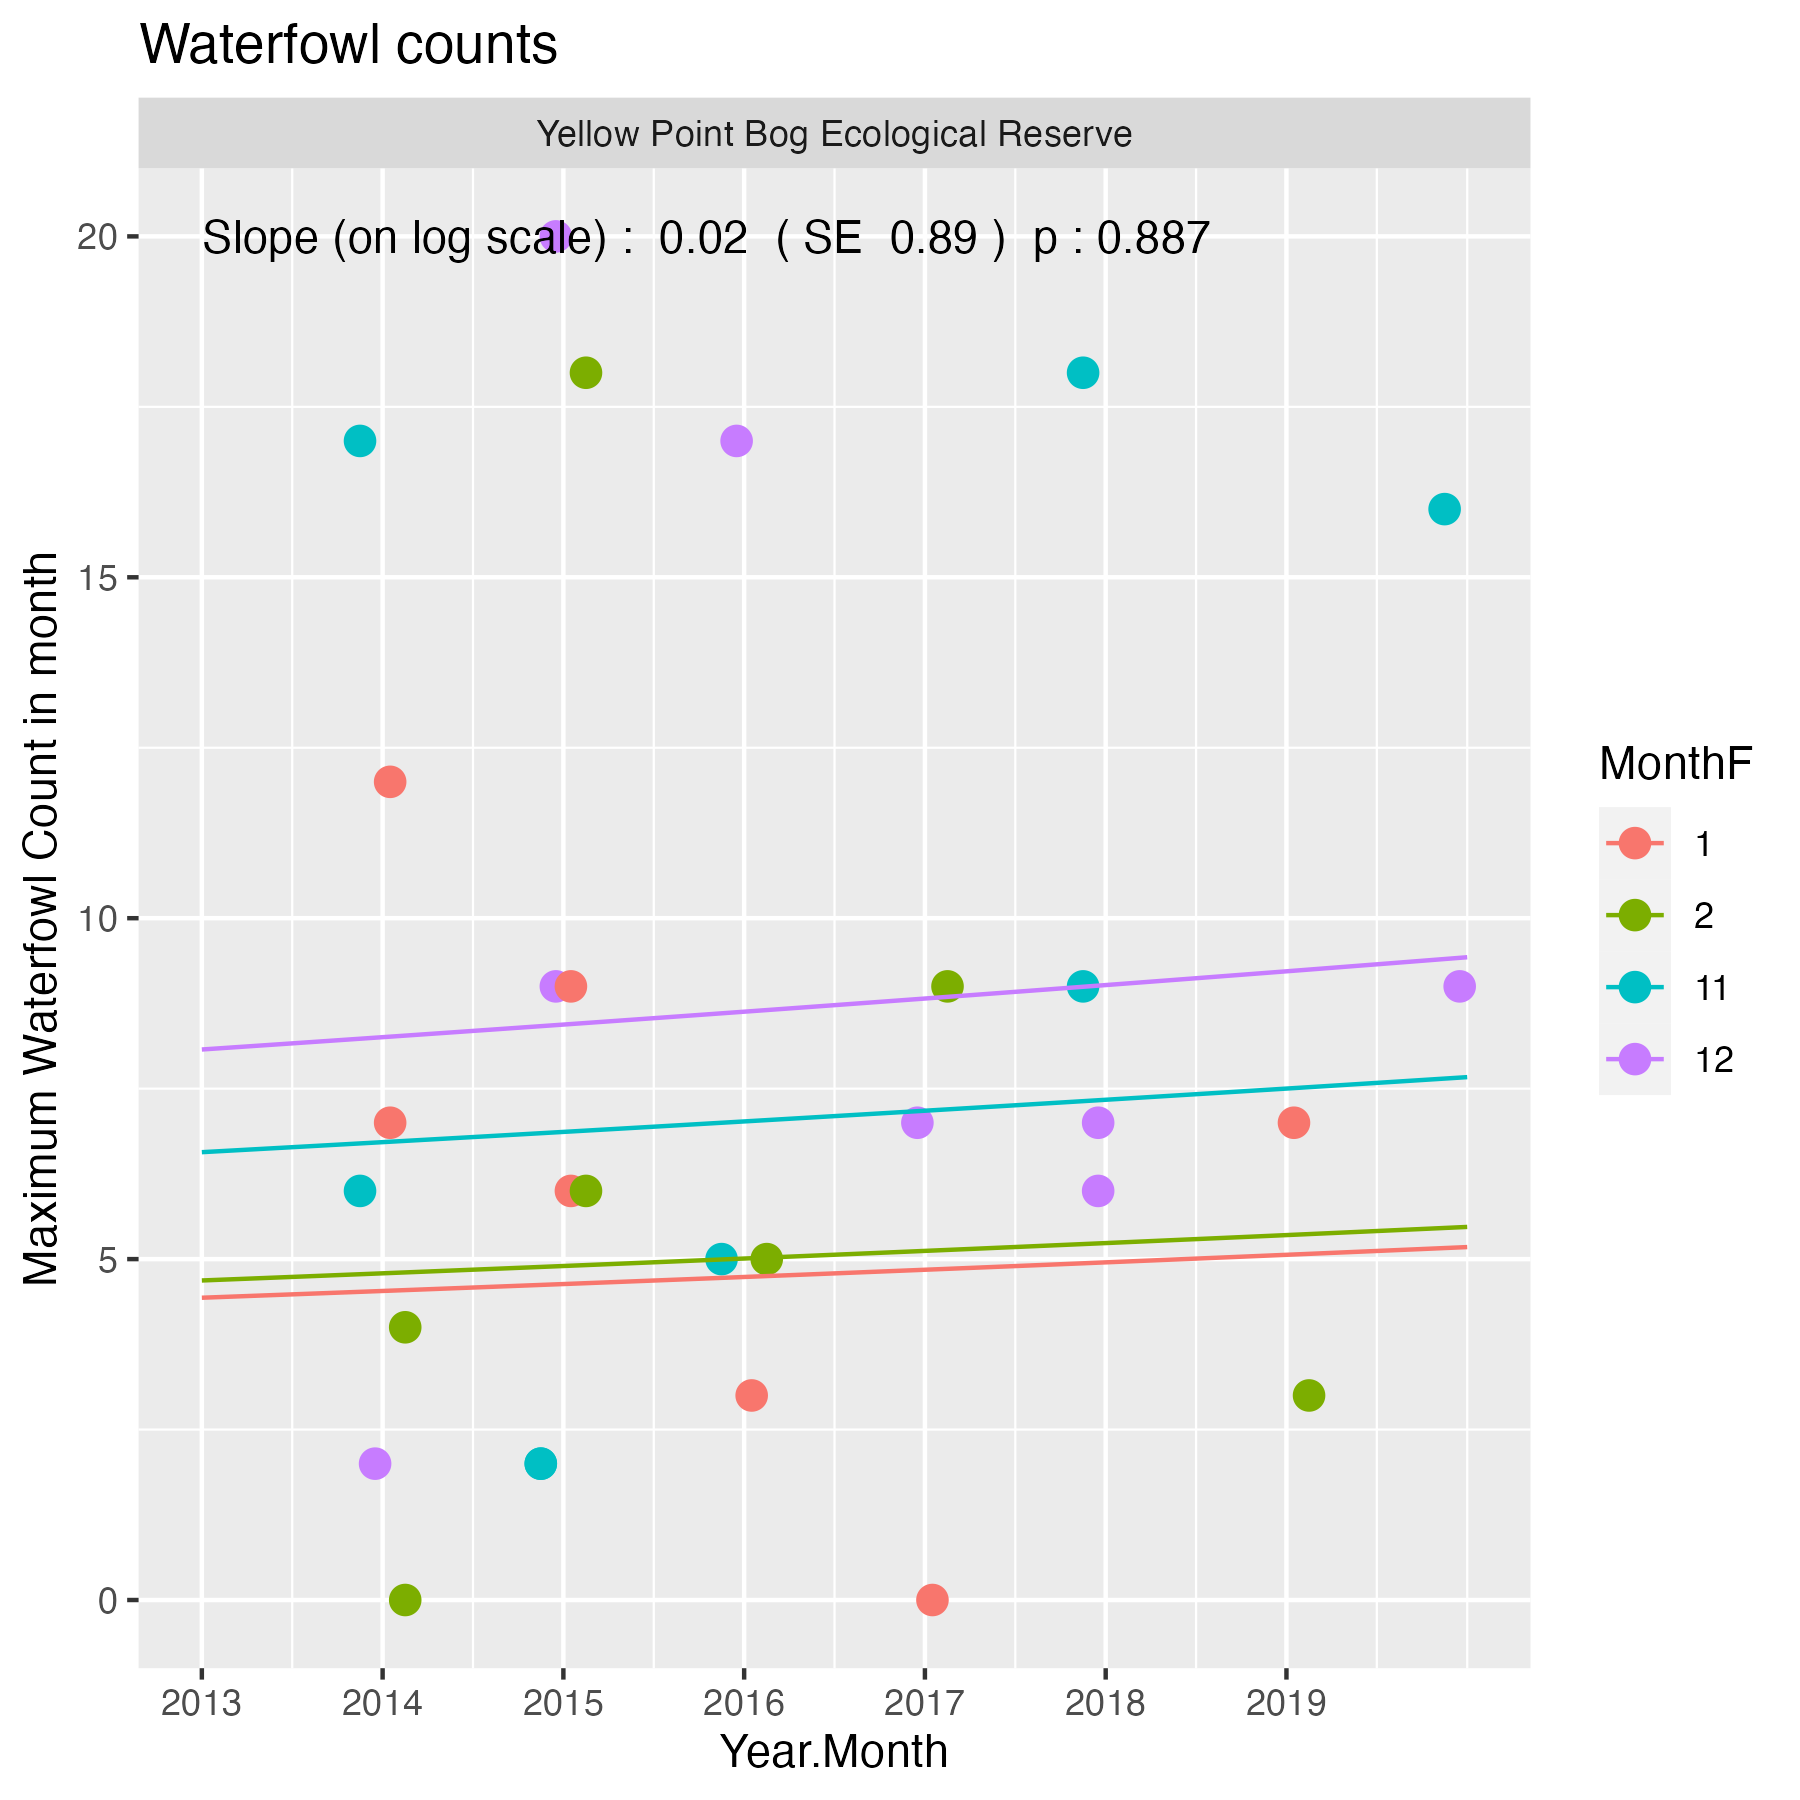 Waterfowl counts
Yellow Point Bog Ecological Reserve
Slope (on log scale) : 0.02 ( SE 0.89 ) p : 0.887
20
15
10
5
0
Maximum Waterfowl Count in month
2013 2014 2015 2016 2017 2018 2019
Year.Month
MonthF
1
2
11
12